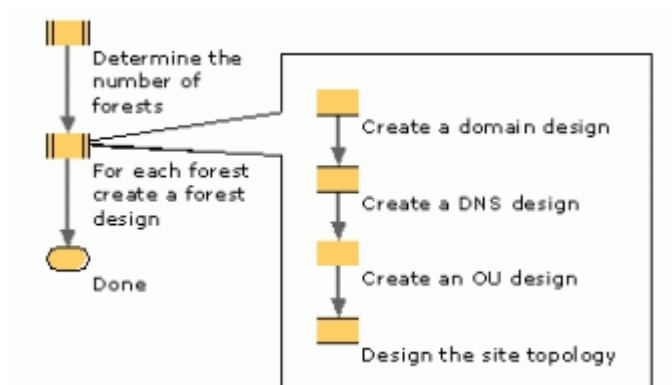 Determine the
number of
forests
For each forest
create a forest
design
Done
Create a domain design
Create a DNS design
Create an OU design
Design the site topology